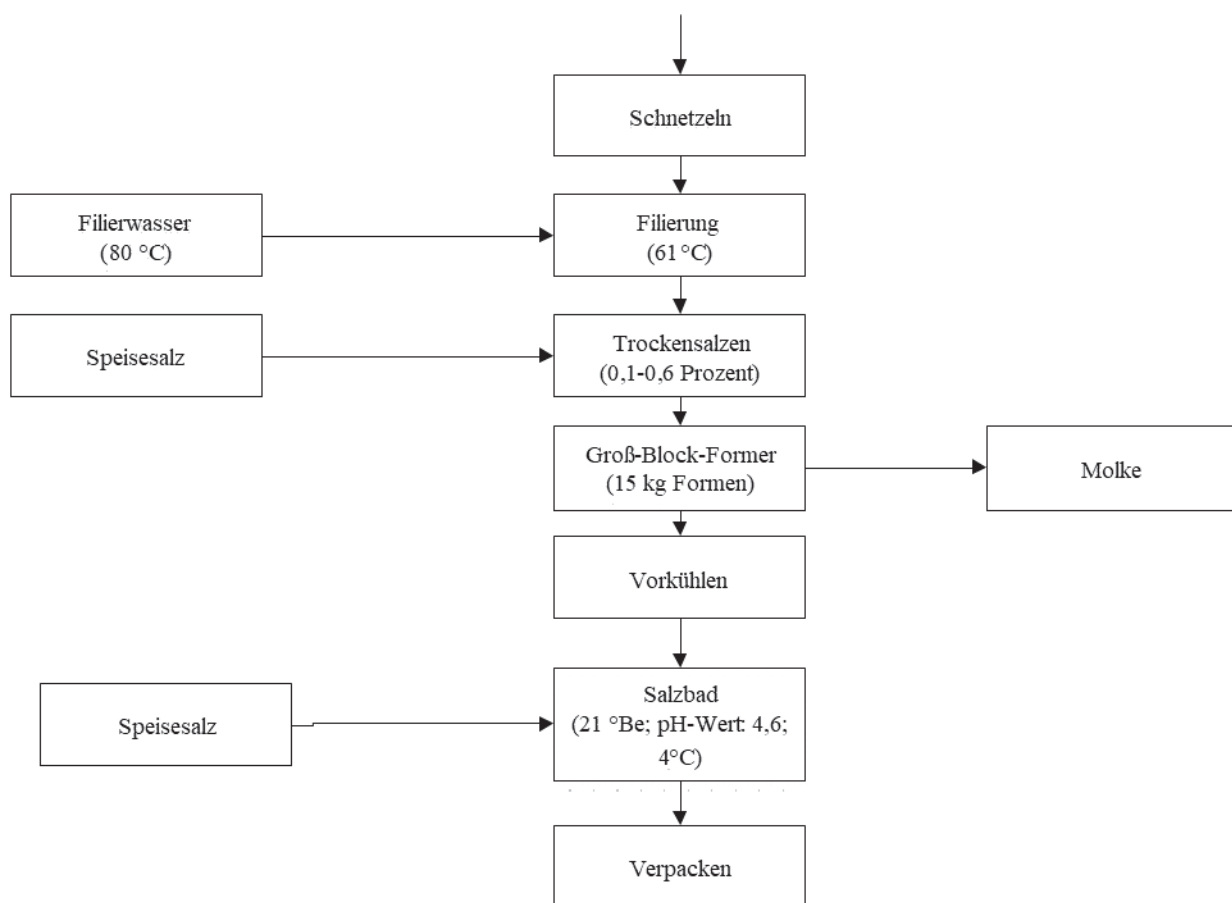 Schnetzeln
Filierwasser
(80 °C)
Filierung
(61 °C)
Speisesalz
Trockensalzen
(0,1-0,6 Prozent)
Groß-Block-Former
(15 kg Formen)
Molke
Vorkühlen
Speisesalz
Salzbad
(21 °Be; pH-Wert: 4,6;
4°C)
Verpacken